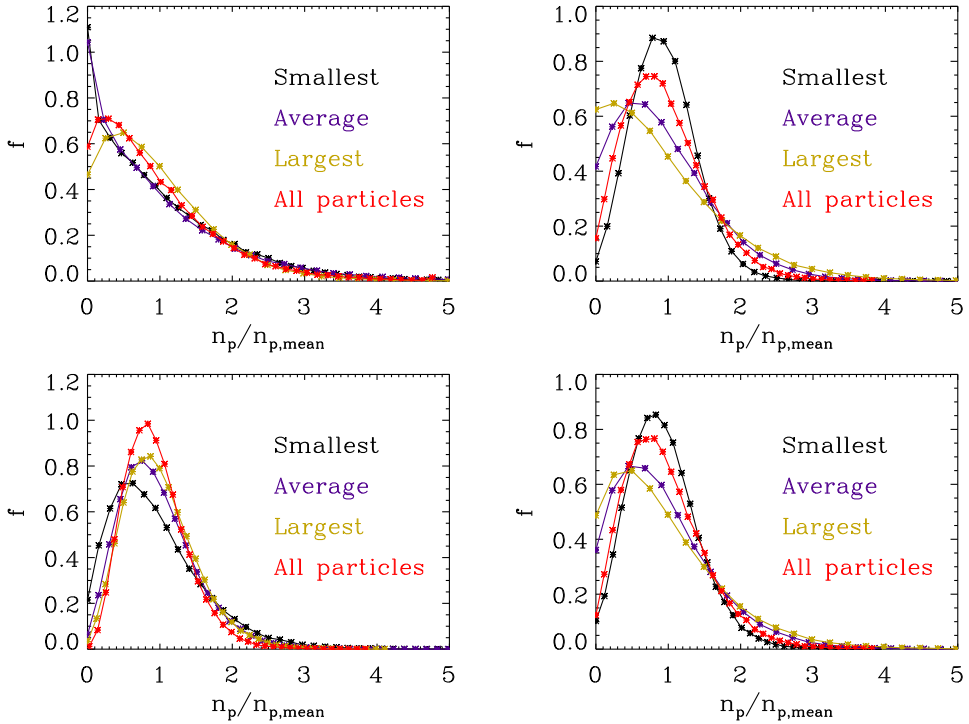 1.2
1.0
0.8
0.6
0.4
0.2
0.0
f
Smallest
Average
Largest
All particles
0 1 2 3 4 5
n_p/n_p,mean
1.0
0.8
0.6
0.4
0.2
0.0
f
Smallest
Average
Largest
All particles
0 1 2 3 4 5
n_p/n_p,mean
1.2
1.0
0.8
0.6
0.4
0.2
0.0
f
Smallest
Average
Largest
All particles
0 1 2 3 4 5
n_p/n_p,mean
1.0
0.8
0.6
0.4
0.2
0.0
f
Smallest
Average
Largest
All particles
0 1 2 3 4 5
n_p/n_p,mean